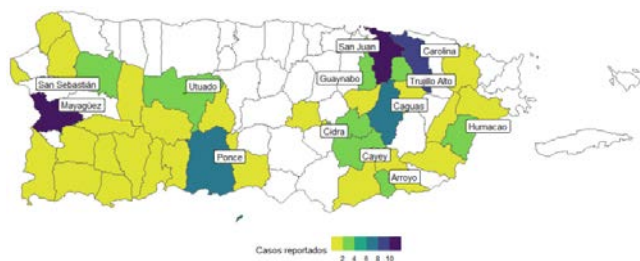 San Juan
Carolina
San Sebastián
Guaynabo
Trujillo Alto
Utuado
Mayagüez
Caguas
Cidra
Humacao
Ponce
Cayey
Arroyo
Casos reportados
2 4 6 8 10